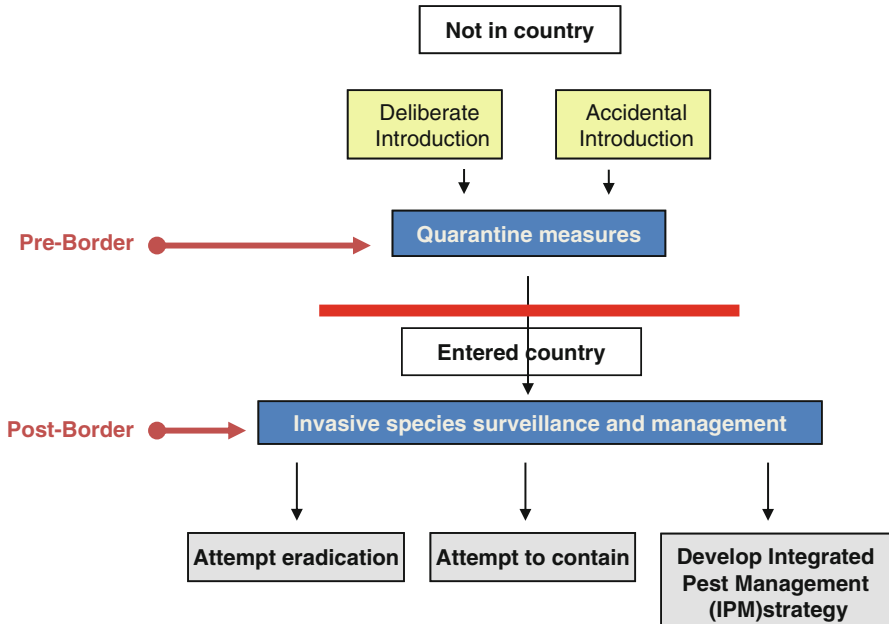 Not in country
Deliberate
Introduction
Accidental
Introduction
Pre-Border
Quarantine measures
Entered country
Post-Border
Invasive species surveillance and management
Attempt eradication
Attempt to contain
Develop Integrated
Pest Management
(IPM)strategy